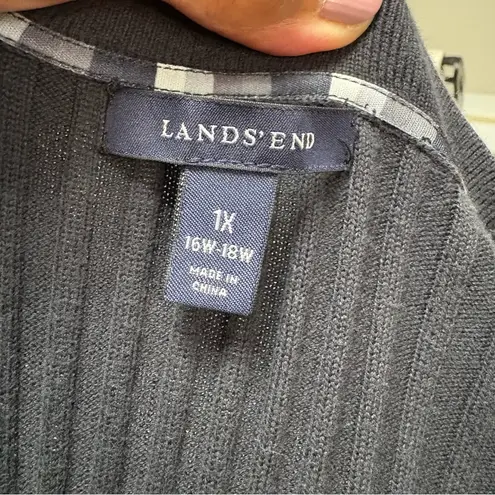 LANDS' END
1X
16W-18W
MADE IN
CHINA